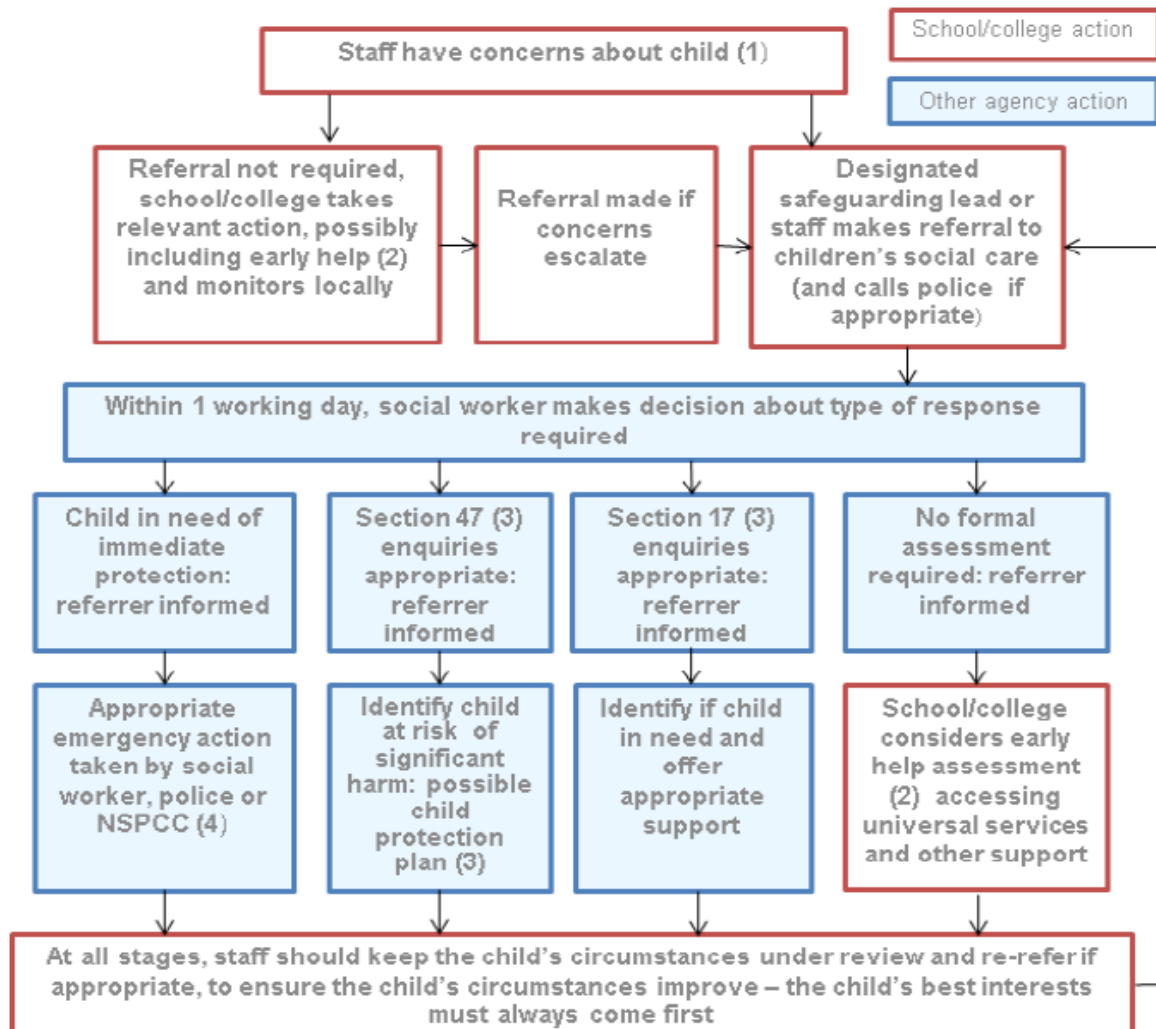 School/college action
Staff have concerns about child (1)
Other agency action
Referral not required,
school/college takes
relevant action, possibly
including early help (2)
and monitors locally
Referral made if
concerns
escalate
Designated
safeguarding lead or
staff makes referral to
children’s social care
(and calls police if
appropriate)
Within 1 working day, social worker makes decision about type of response
required
Child in need of
immediate
protection:
referrer informed
Section 47 (3)
enquiries
appropriate:
referrer
informed
Section 17 (3)
enquiries
appropriate:
referrer
informed
No formal
assessment
required: referrer
informed
Appropriate
emergency action
taken by social
worker, police or
NSPCC (4)
Identify child
at risk of
significant
harm: possible
child
protection
plan (3)
Identify if child
in need and
offer
appropriate
support
School/college
considers early
help assessment
(2) accessing
universal services
and other support
At all stages, staff should keep the child’s circumstances under review and re-refer if
appropriate, to ensure the child’s circumstances improve – the child’s best interests
must always come first